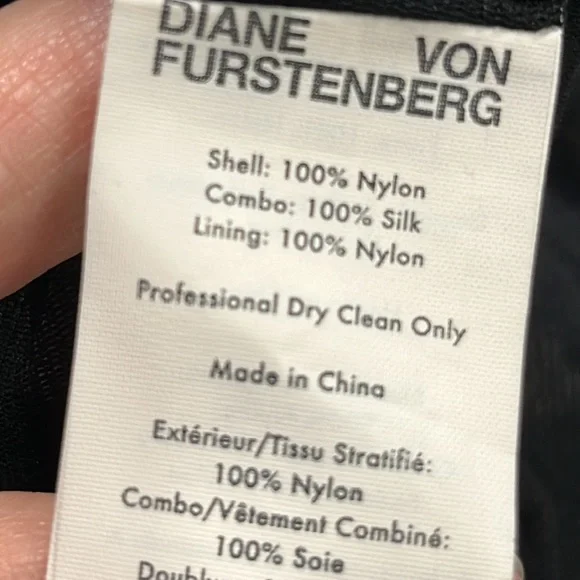 DIANE VON
FURSTENBERG
Shell: 100% Nylon
Combo: 100% Silk
Lining: 100% Nylon
Professional Dry Clean Only
Made in China
Extérieur/Tissu Stratifié:
100% Nylon
Combo/Vêtement Combiné:
100% Soie